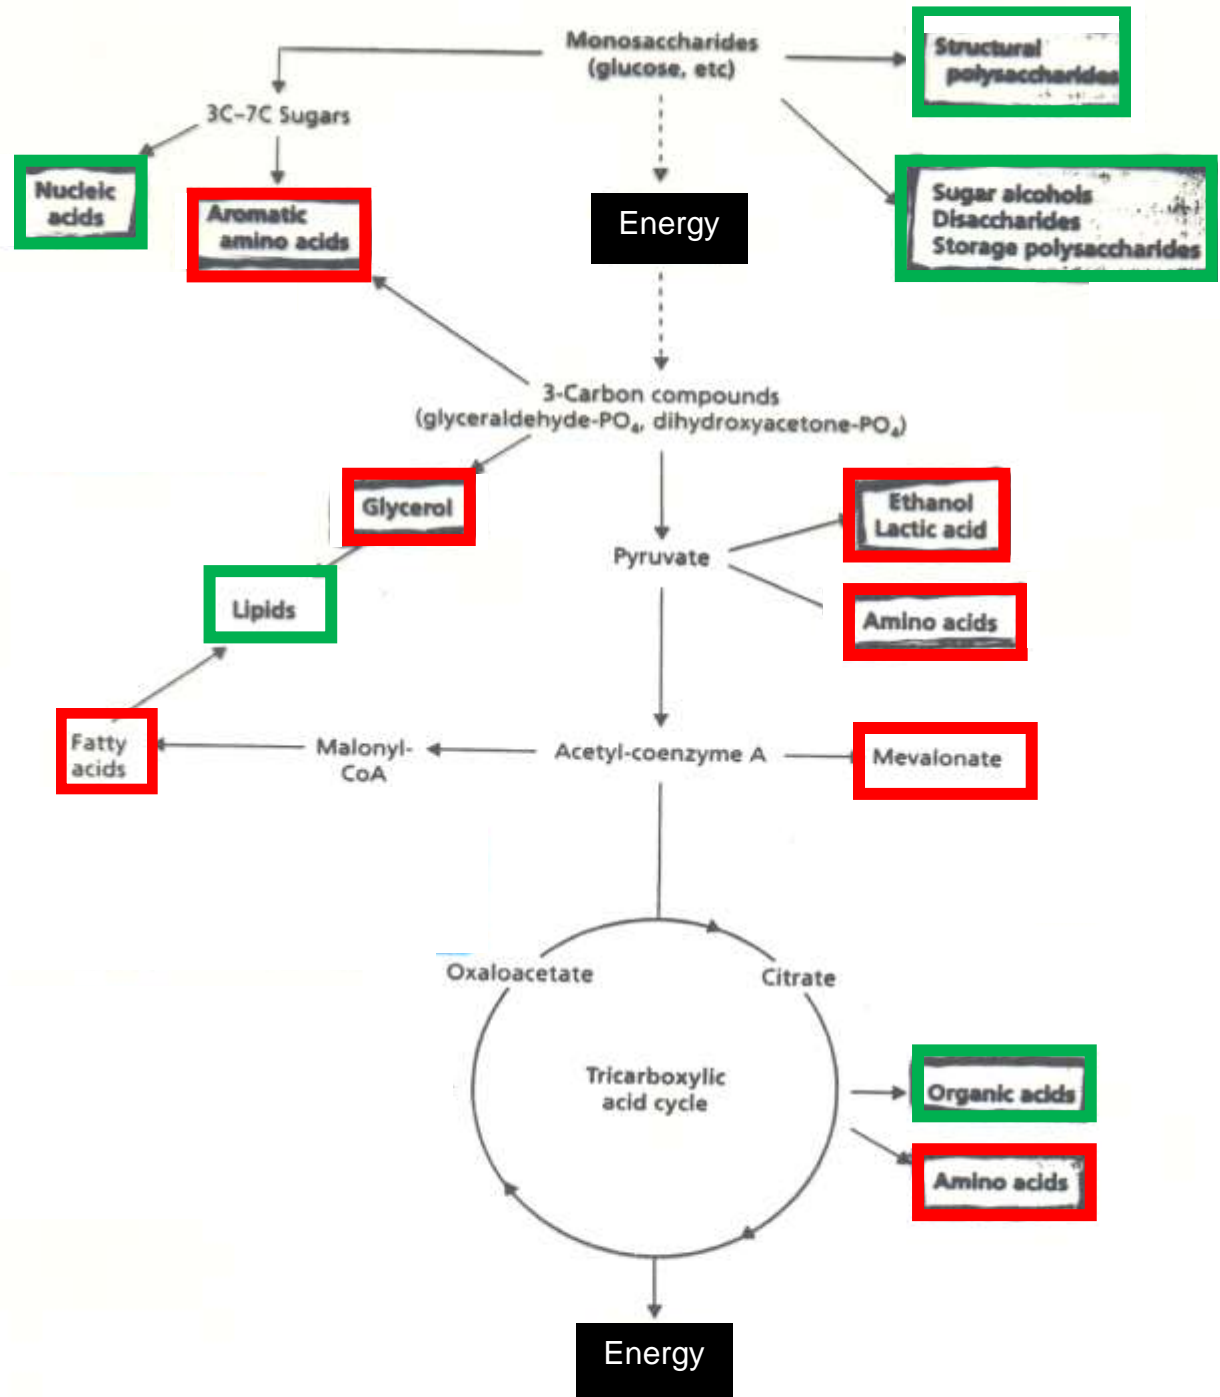 Monosaccharides
(glucose, etc)
Structural
polysaccharides
3C–7C Sugars
Nucleic
acids
Aromatic
amino acids
Energy
Sugar alcohols
Disaccharides
Storage polysaccharides
3-Carbon compounds
(glyceraldehyde-PO₄, dihydroxyacetone-PO₄)
Glycerol
Ethanol
Lactic acid
Pyruvate
Lipids
Amino acids
Fatty
acids
Malonyl-
CoA
Acetyl-coenzyme A
Mevalonate
Oxaloacetate
Citrate
Tricarboxylic
acid cycle
Organic acids
Amino acids
Energy